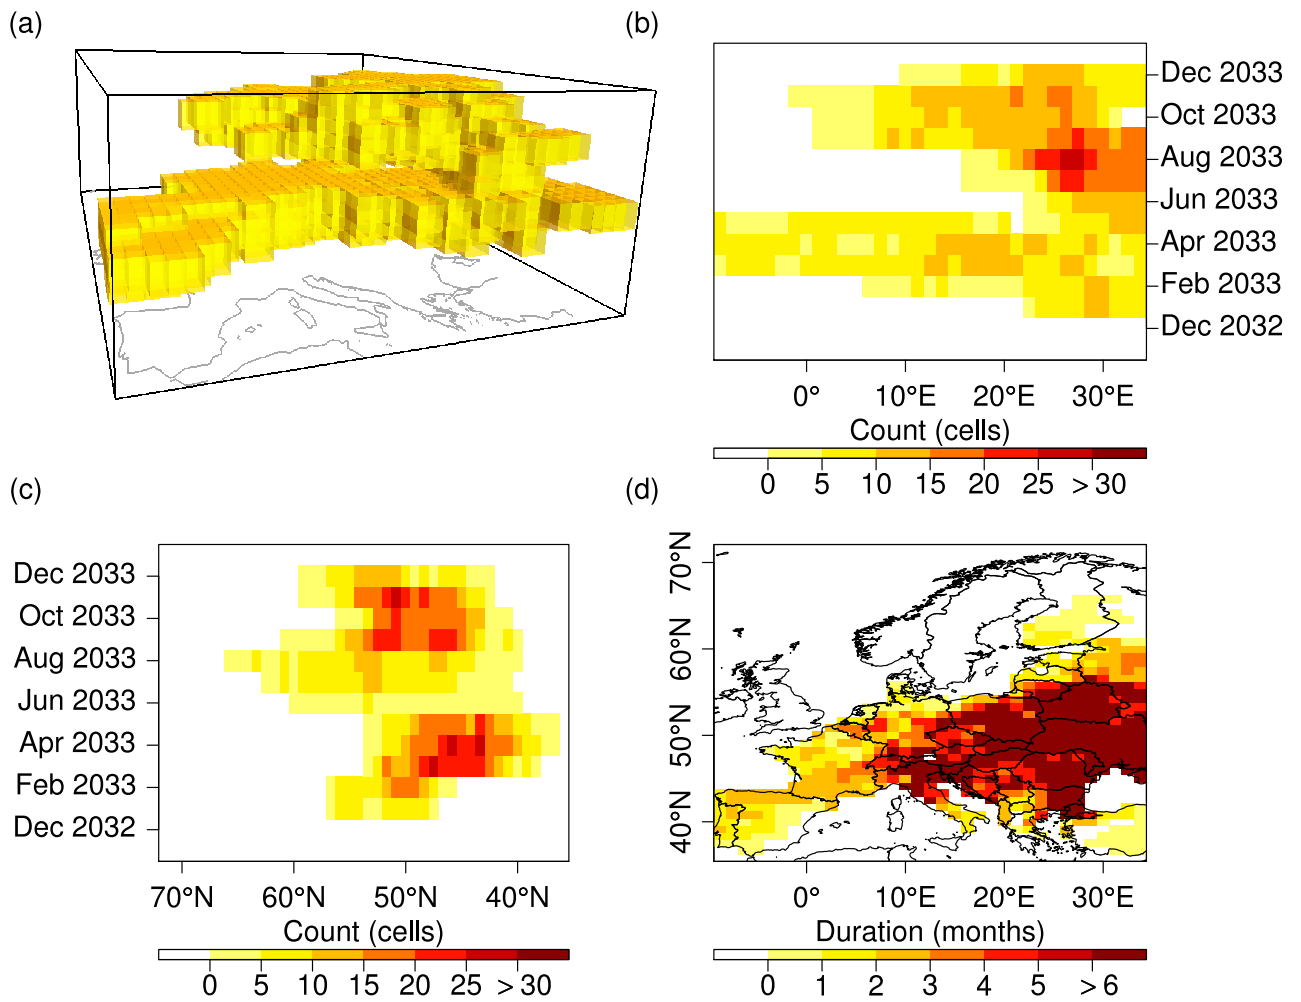 (a)
(b)
Dec 2033
Oct 2033
Aug 2033
Jun 2033
Apr 2033
Feb 2033
Dec 2032
0° 10°E 20°E 30°E
Count (cells)
0 5 10 15 20 25 >30
(c)
Dec 2033
Oct 2033
Aug 2033
Jun 2033
Apr 2033
Feb 2033
Dec 2032
70°N 60°N 50°N 40°N
Count (cells)
0 5 10 15 20 25 >30
(d)
70°N
60°N
50°N
40°N
0° 10°E 20°E 30°E
Duration (months)
0 1 2 3 4 5 >6